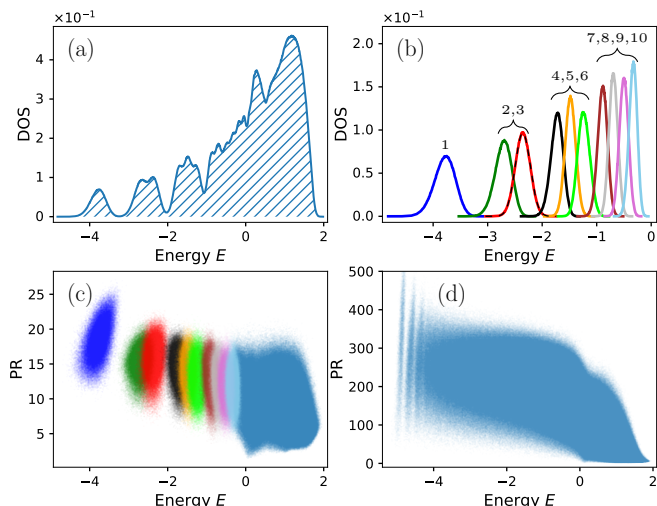 ×10⁻¹ ×10⁻¹
(a) (b)
7,8,9,10
4,5,6
2,3
1
DOS DOS
4 3 2 1 0
2.0 1.5 1.0 0.5 0.0
−4 −2 0 2
−4 −3 −2 −1 0
Energy E Energy E
(c) (d)
PR PR
25 20 15 10 5
500 400 300 200 100 0
−4 −2 0 2
−4 −2 0 2
Energy E Energy E